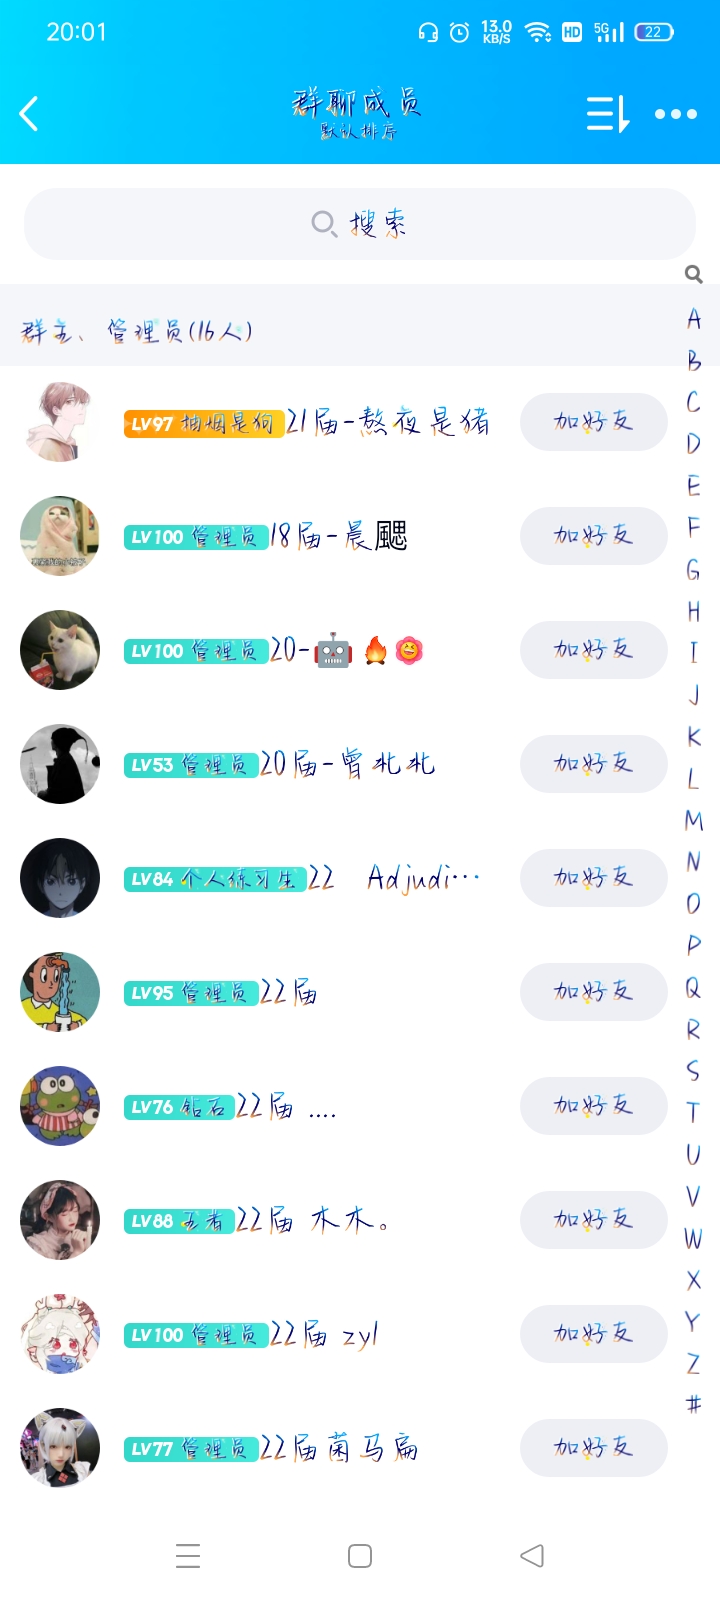 20:01
13.0 KB/S HD 5G 22
群聊成员
默认排序
搜索
群主、管理员(16人)
LV97 抽烟是狗 21届-熬夜是猪 加好友
LV100 管理员 18届-晨颸 加好友
LV100 管理员 20-🤖🔥 加好友
LV53 管理员 20届-曾北北 加好友
LV84 个人练习生 22 Adjudi… 加好友
LV95 管理员 22届 加好友
LV76 钻石 22届 .... 加好友
LV88 王者 22届 木木。 加好友
LV100 管理员 22届 zyl 加好友
LV77 管理员 22届菌马扁 加好友
A
B
C
D
E
F
G
H
I
J
K
L
M
N
O
P
Q
R
S
T
U
V
W
X
Y
Z
#